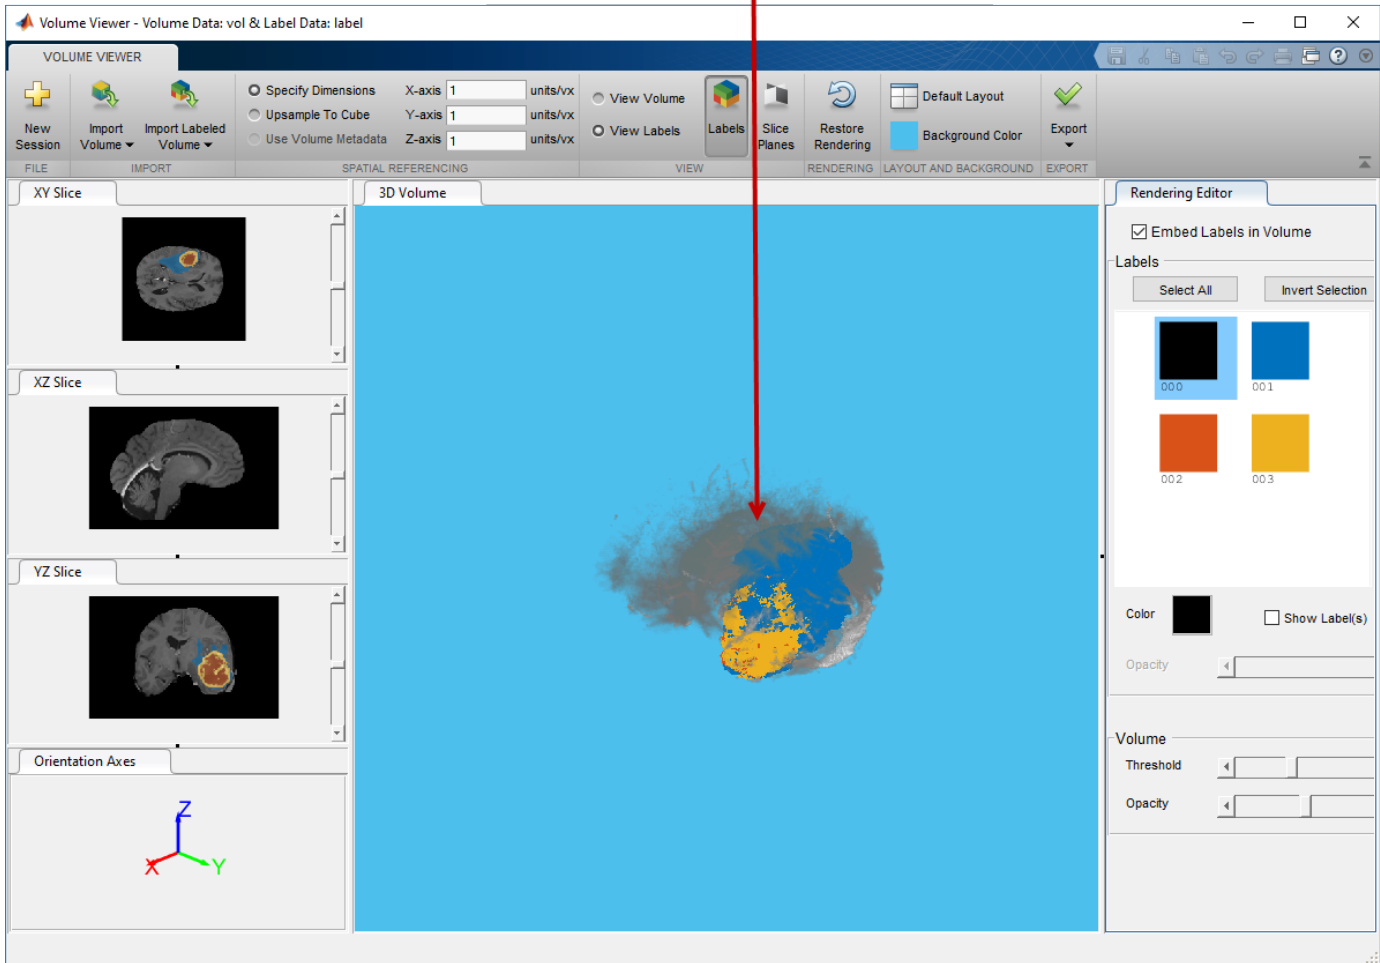 Volume Viewer - Volume Data: vol & Label Data: label
VOLUME VIEWER
New Session
Import Volume
Import Labeled Volume
Specify Dimensions
Upsample To Cube
Use Volume Metadata
X-axis 1 units/vx
Y-axis 1 units/vx
Z-axis 1 units/vx
View Volume
View Labels
Labels
Slice Planes
Restore Rendering
Default Layout
Background Color
Export
FILE IMPORT SPATIAL REFERENCING VIEW RENDERING LAYOUT AND BACKGROUND EXPORT
XY Slice
XZ Slice
YZ Slice
Orientation Axes
Z
X Y
3D Volume
Rendering Editor
Embed Labels in Volume
Labels
Select All Invert Selection
000 001
002 003
Color Show Label(s)
Opacity
Volume
Threshold
Opacity